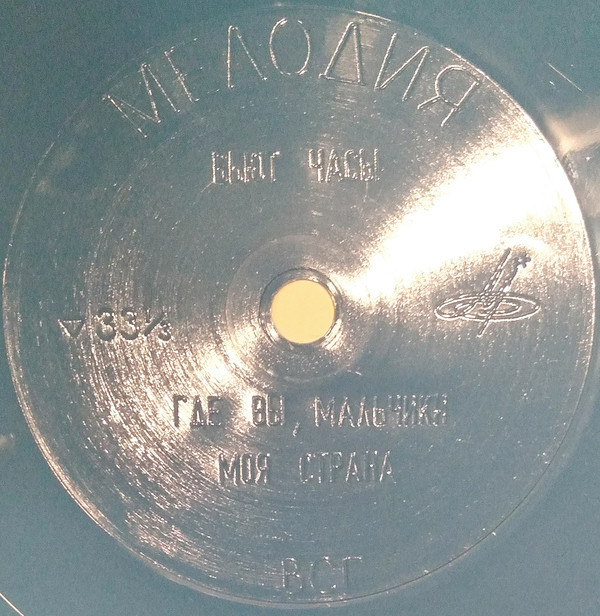 МЕЛОДИЯ
БЬЮТ ЧАСЫ
▽33⅓
ГДЕ ВЫ, МАЛЬЧИКИ
МОЯ СТРАНА
ВСГ